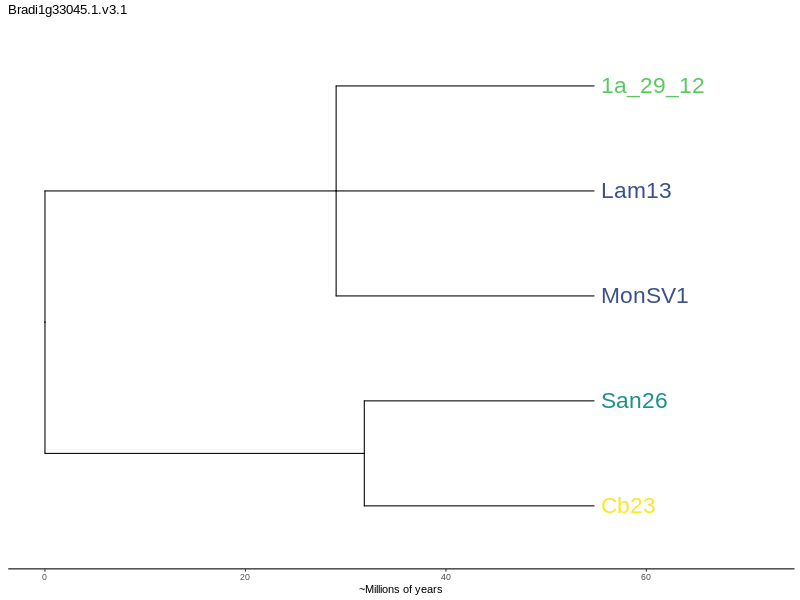 Bradi1g33045.1.v3.1
1a_29_12
Lam13
MonSV1
San26
Cb23
0 20 40 60
~Millions of years